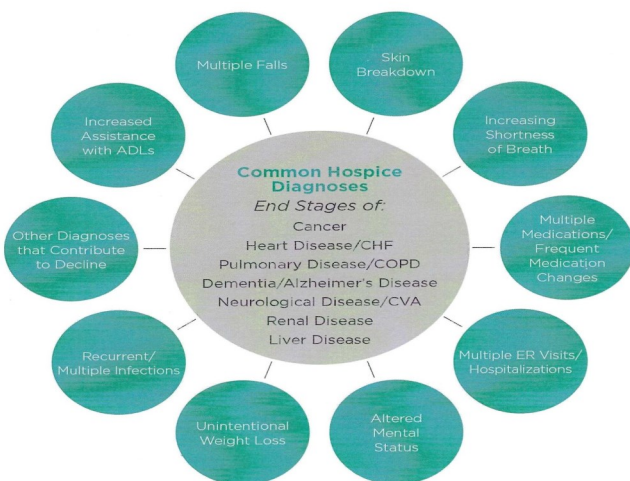 Common Hospice
Diagnoses
End Stages of:
Cancer
Heart Disease/CHF
Pulmonary Disease/COPD
Dementia/Alzheimer's Disease
Neurological Disease/CVA
Renal Disease
Liver Disease
Multiple Falls
Skin
Breakdown
Increasing
Shortness
of Breath
Multiple
Medications/
Frequent
Medication
Changes
Multiple ER Visits/
Hospitalizations
Altered
Mental
Status
Unintentional
Weight Loss
Recurrent/
Multiple Infections
Other Diagnoses
that Contribute
to Decline
Increased
Assistance
with ADLs